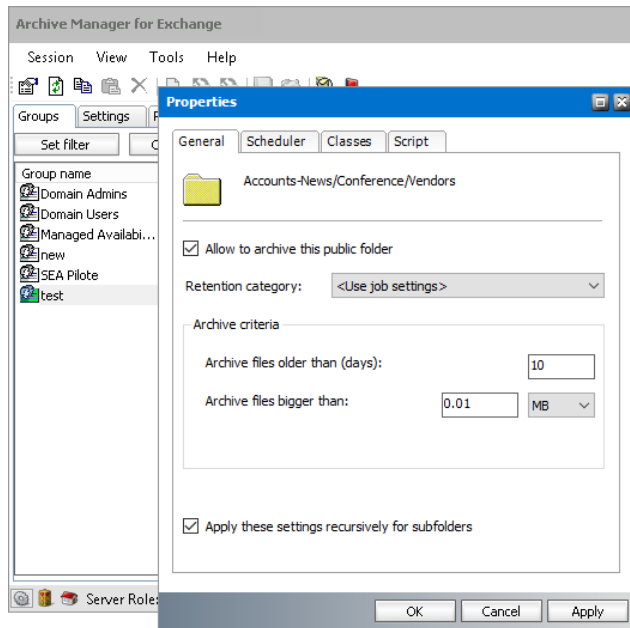 Archive Manager for Exchange
Session View Tools Help
Groups Settings
Set filter
Group name
Domain Admins
Domain Users
Managed Availabi...
new
SEA Pilote
test
Server Role
Properties
General Scheduler Classes Script
Accounts-News/Conference/Vendors
Allow to archive this public folder
Retention category: <Use job settings>
Archive criteria
Archive files older than (days): 10
Archive files bigger than: 0.01 MB
Apply these settings recursively for subfolders
OK Cancel Apply